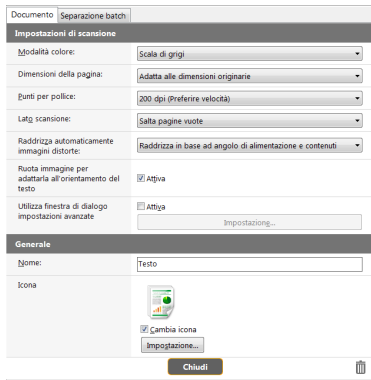 Documento Separazione batch
Impostazioni di scansione
Modalità colore: Scala di grigi
Dimensioni della pagina: Adatta alle dimensioni originarie
Punti per pollice: 200 dpi (Preferire velocità)
Lato scansione: Salta pagine vuote
Raddrizza automaticamente
immagini distorte:
Raddrizza in base ad angolo di alimentazione e contenuti
Ruota immagine per
adattarla all'orientamento del
testo
Attiva
Utilizza finestra di dialogo
impostazioni avanzate
Attiva
Impostazione...
Generale
Nome: Testo
Icona
Cambia icona
Impostazione...
Chiudi